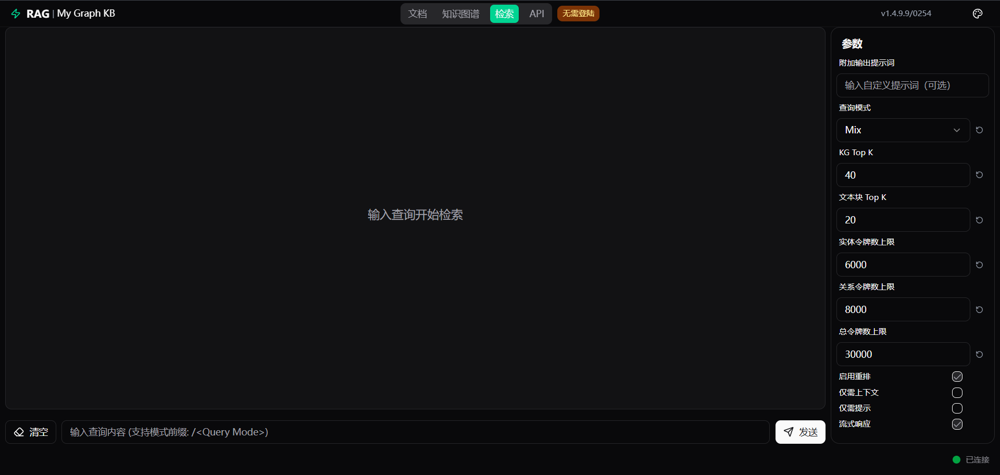 RAG | My Graph KB
文档 知识图谱 检索 API 无需登陆
v1.4.9.9/0254
输入查询开始检索
清空
输入查询内容 (支持模式前缀: /<Query Mode>)
发送
参数
附加输出提示词
输入自定义提示词（可选）
查询模式
Mix
KG Top K
40
文本块 Top K
20
实体令牌数上限
6000
关系令牌数上限
8000
总令牌数上限
30000
启用重排
仅需上下文
仅需提示
流式响应
已连接